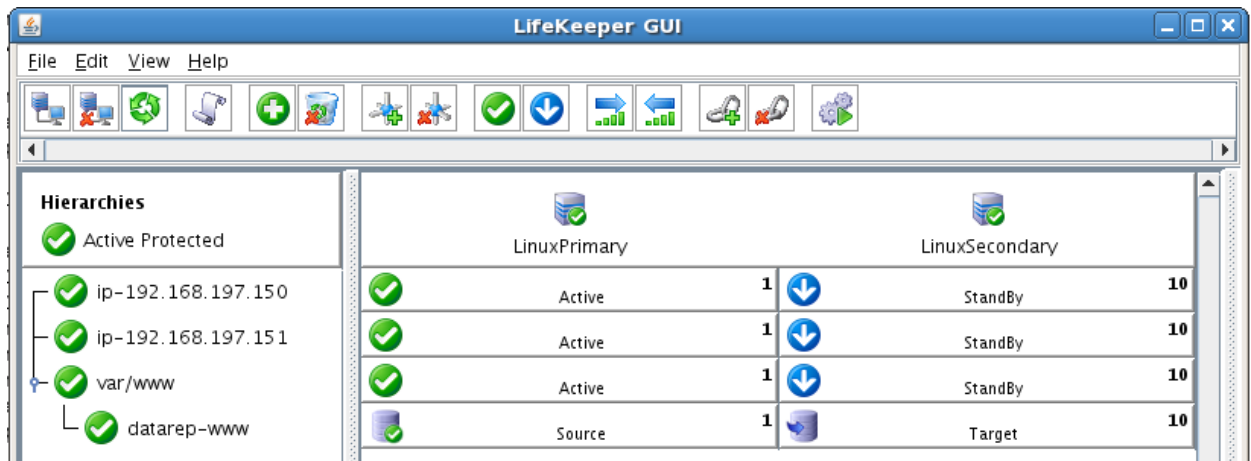 LifeKeeper GUI
File Edit View Help
Hierarchies
Active Protected
LinuxPrimary LinuxSecondary
ip-192.168.197.150 Active 1 StandBy 10
ip-192.168.197.151 Active 1 StandBy 10
var/www Active 1 StandBy 10
datarep-www Source 1 Target 10